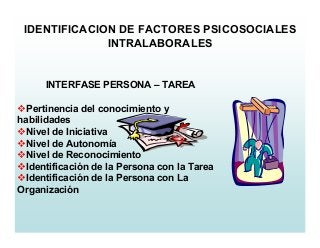 IDENTIFICACION DE FACTORES PSICOSOCIALES
INTRALABORALES
INTERFASE PERSONA – TAREA
❖Pertinencia del conocimiento y
habilidades
❖Nivel de Iniciativa
❖Nivel de Autonomía
❖Nivel de Reconocimiento
❖Identificación de la Persona con la Tarea
❖Identificación de la Persona con La
Organización